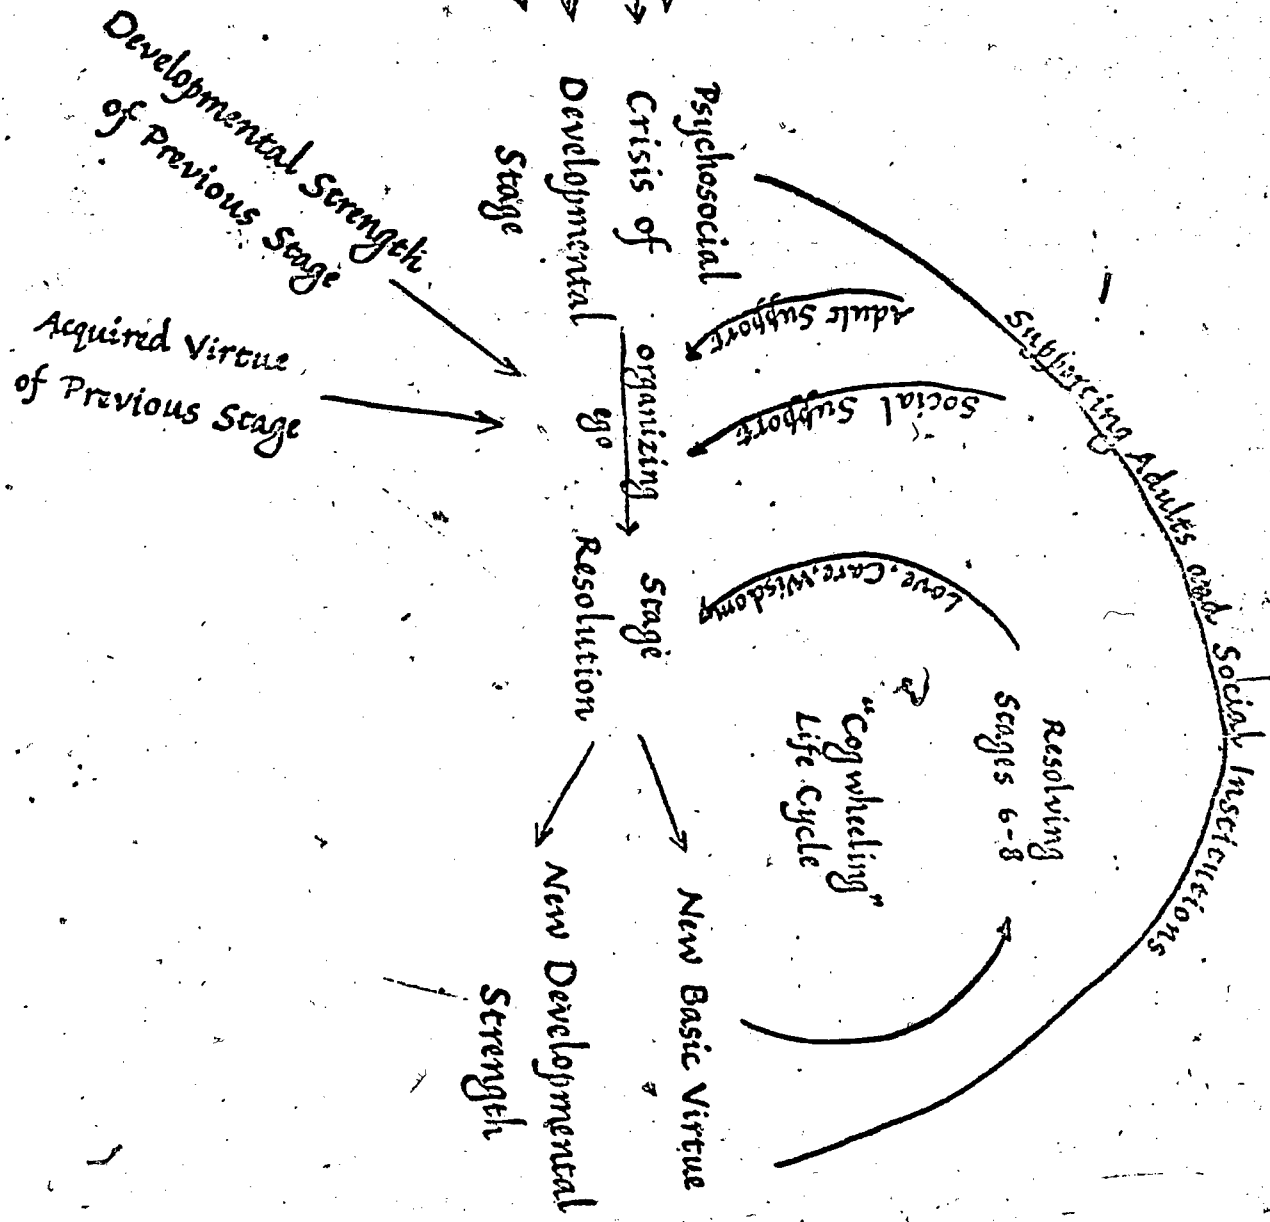 Supporting Adults and Social Institutions
Adult Support
Social Support
Love, Care, Wisdom
Resolving
Stages 6-8
"Cogwheeling"
Life Cycle
Psychosocial
Crisis of
Developmental
Stage
organizing
ego
Stage
Resolution
New Basic Virtue
New Developmental
Strength
Developmental Strength
of Previous Stage
Acquired Virtue
of Previous Stage